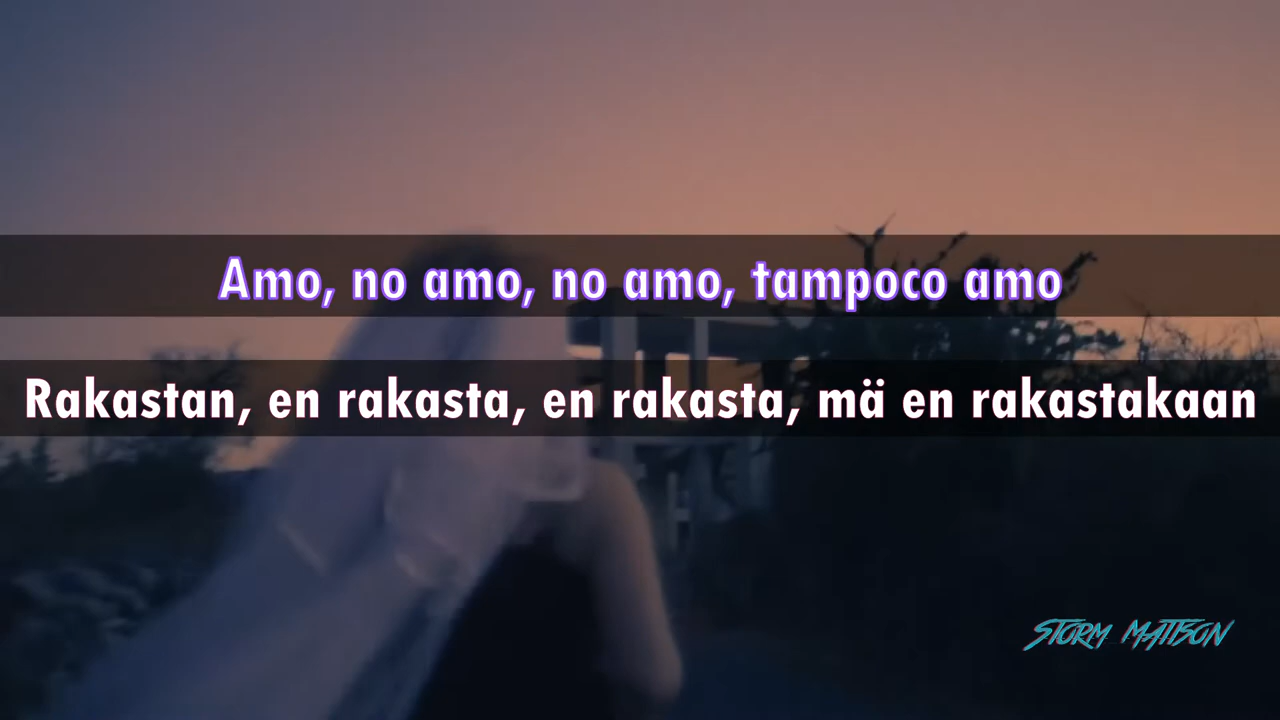 Amo, no amo, no amo, tampoco amo
Rakastan, en rakasta, en rakasta, mä en rakastakaan
STORM MATTSON